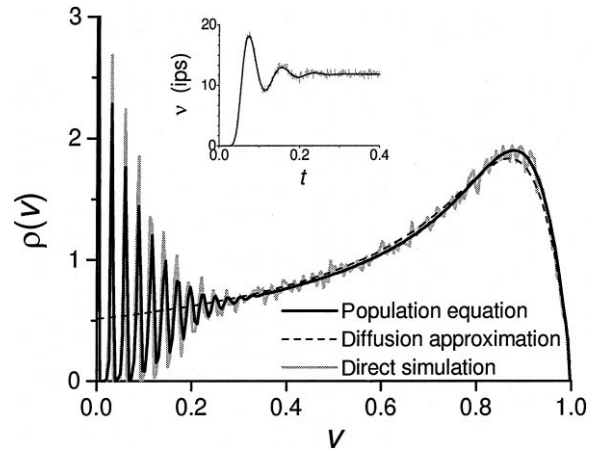 3
2
1
0
ρ(v)
0.0 0.2 0.4 0.6 0.8 1.0
v
20
10
0
ν (ips)
0.0 0.2 0.4
t
Population equation
Diffusion approximation
Direct simulation